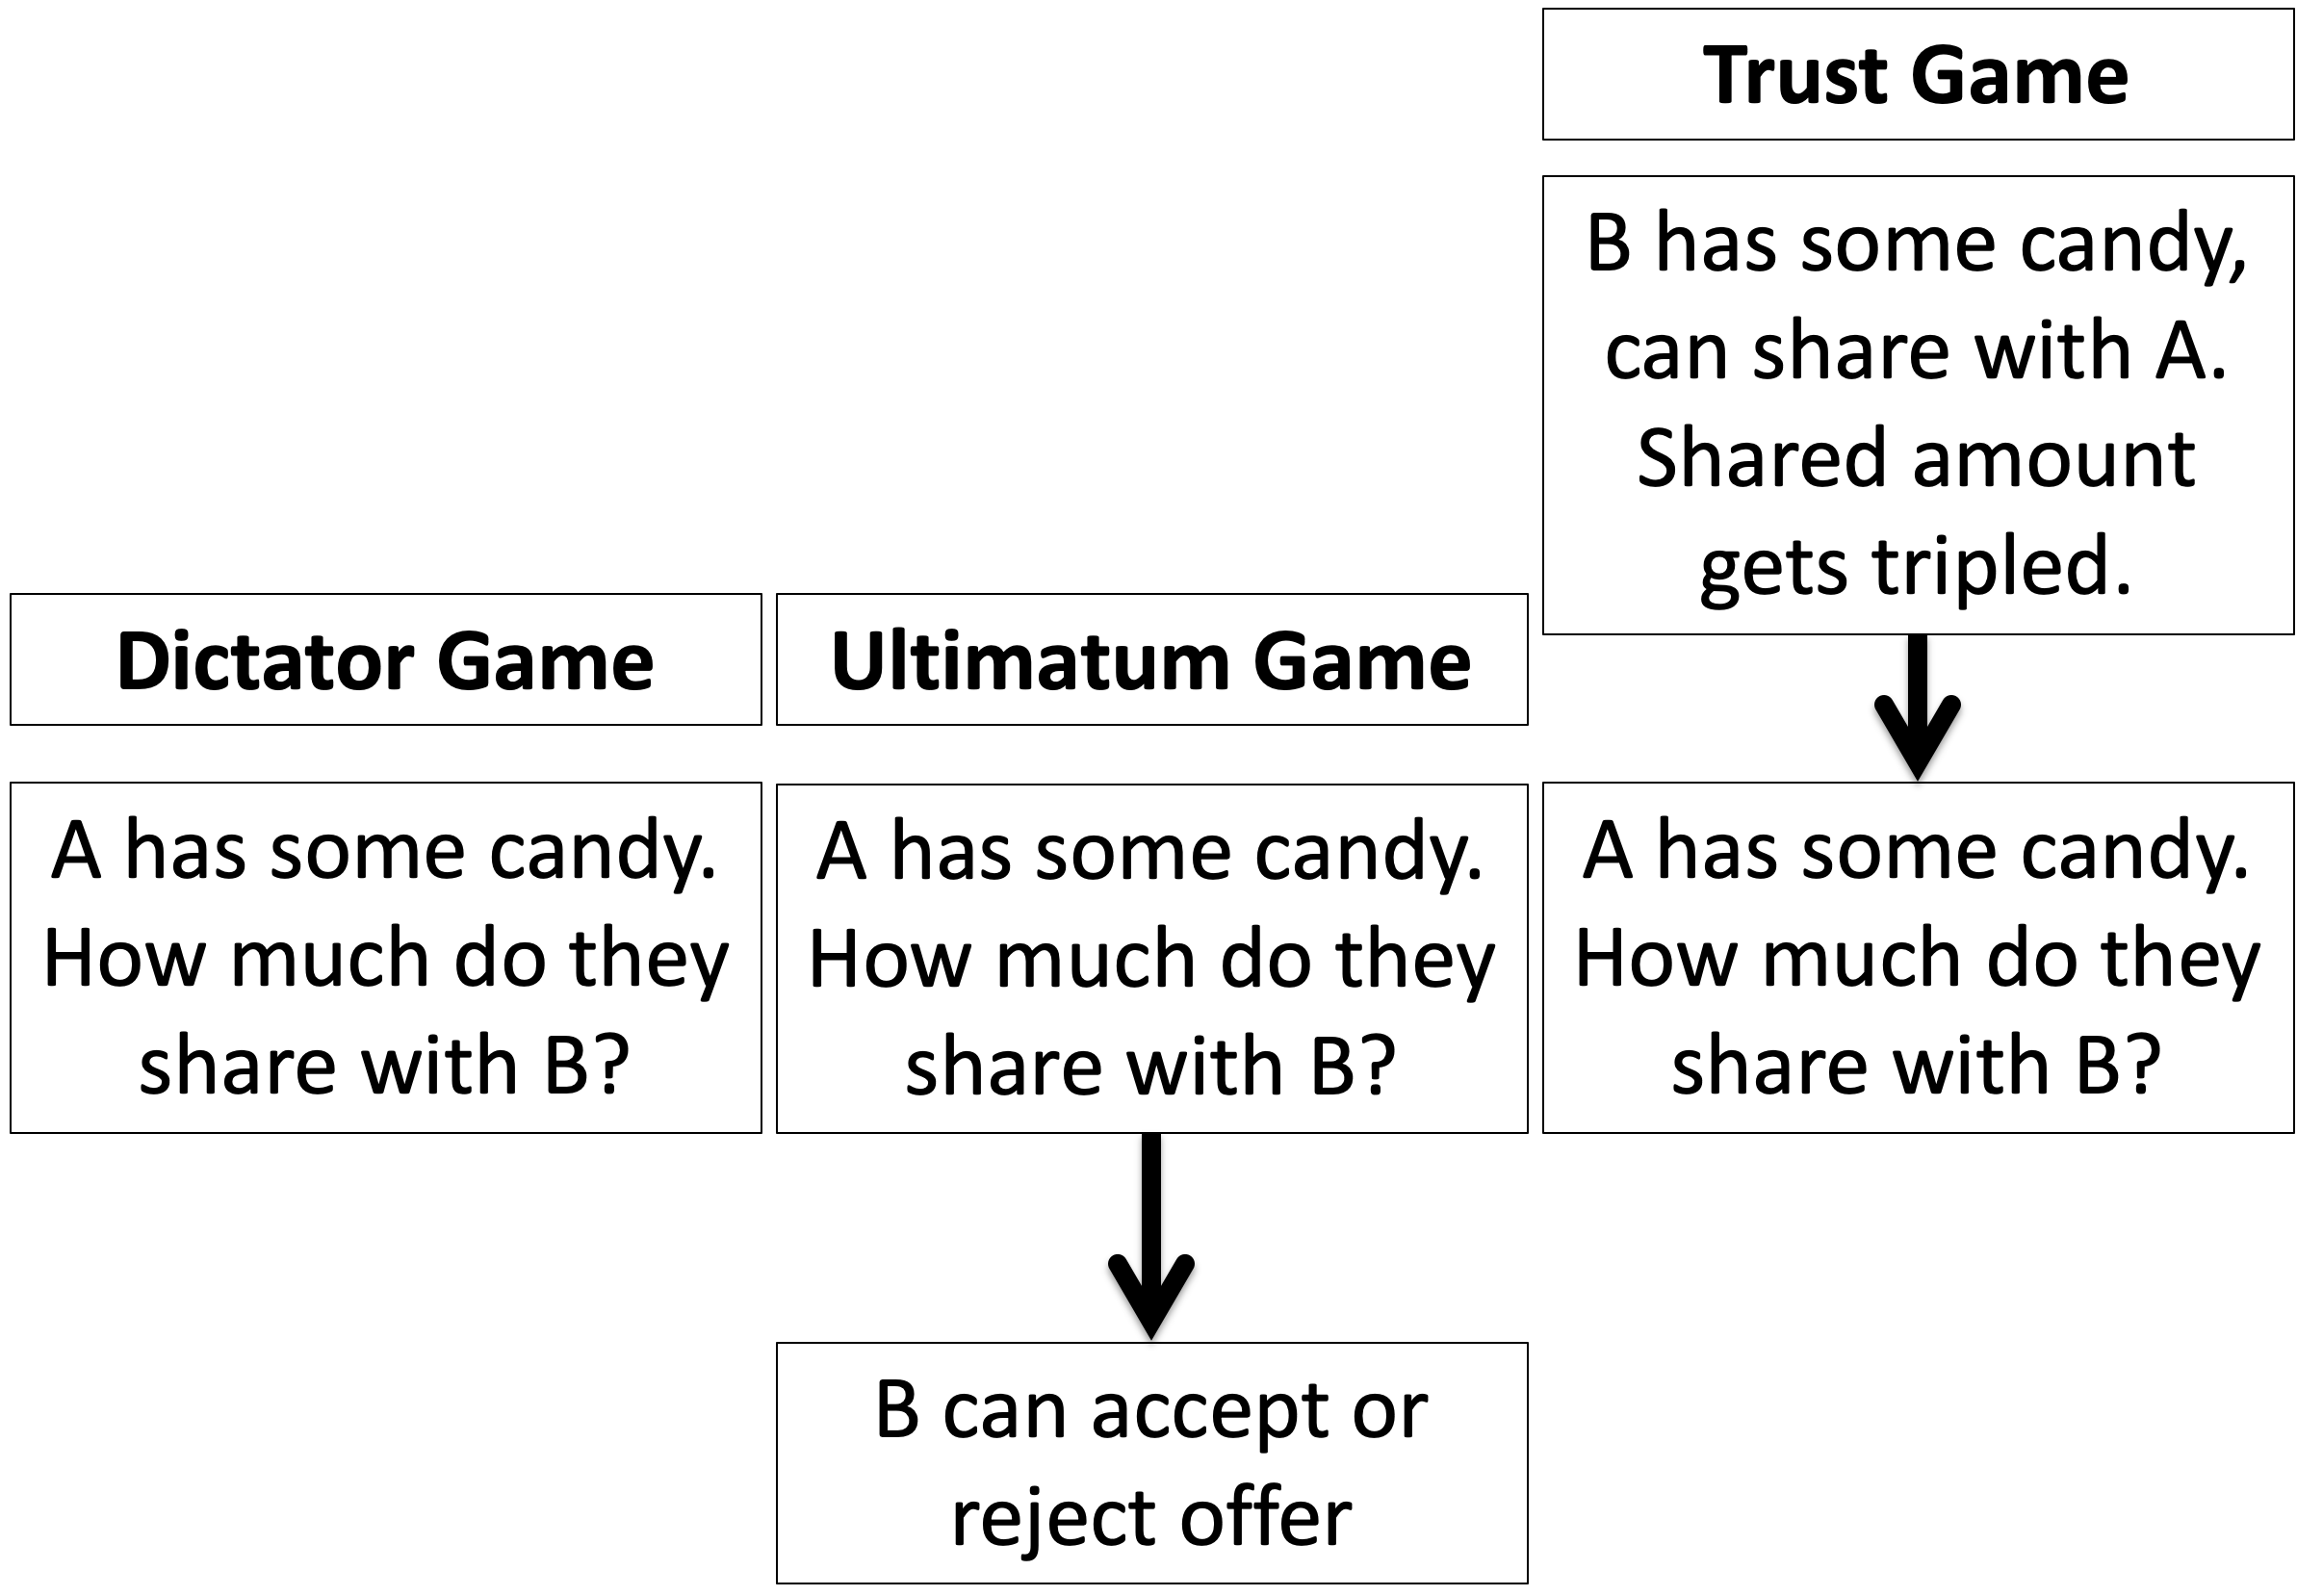 Trust Game
B has some candy,
can share with A.
Shared amount
gets tripled.
Dictator Game
Ultimatum Game
A has some candy.
How much do they
share with B?
A has some candy.
How much do they
share with B?
A has some candy.
How much do they
share with B?
B can accept or
reject offer